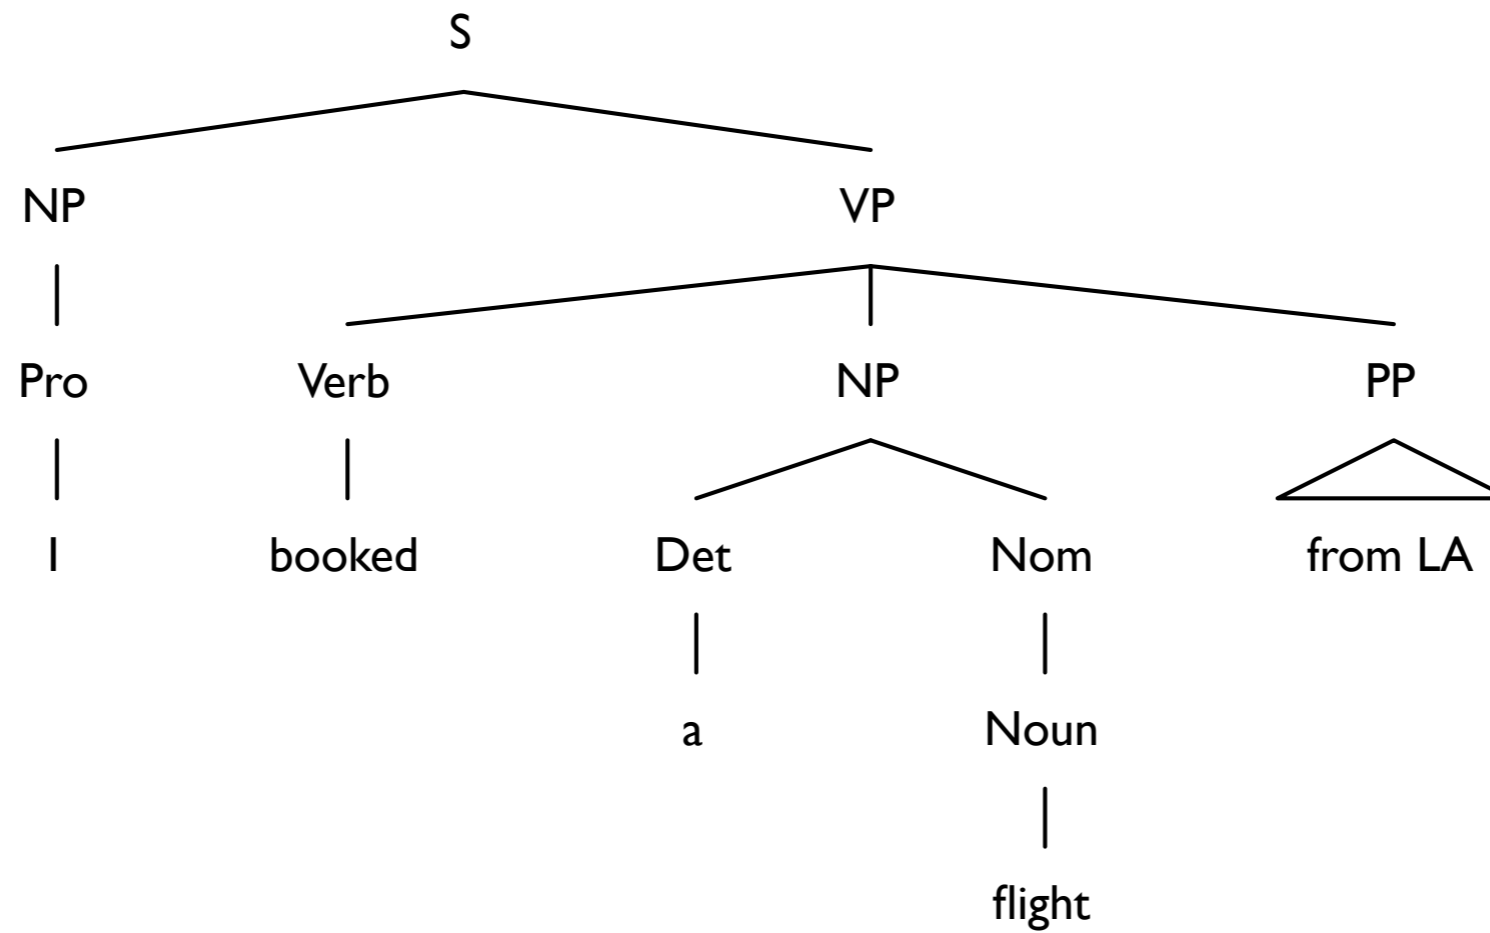 S
NP VP
Pro Verb NP PP
I booked Det Nom from LA
a Noun
flight